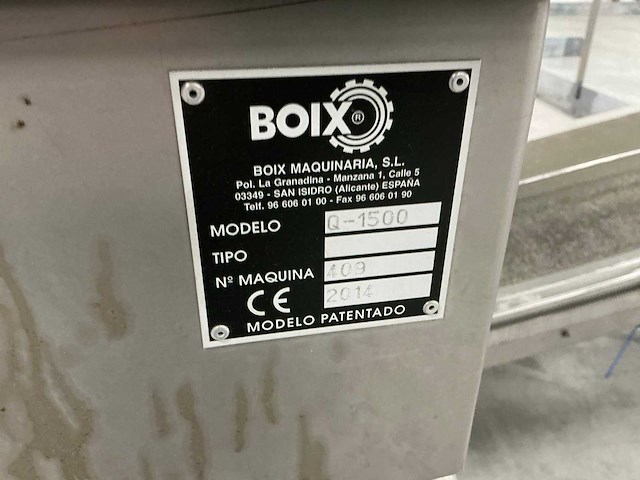 BOIX®
BOIX MAQUINARIA, S.L.
Pol. La Granadina - Manzana 1, Calle 5
03349 - SAN ISIDRO (Alicante) ESPAÑA
Telf. 96 606 01 00 - Fax 96 606 01 90
MODELO Q-1500
TIPO
Nº MAQUINA 409
CE 2014
MODELO PATENTADO